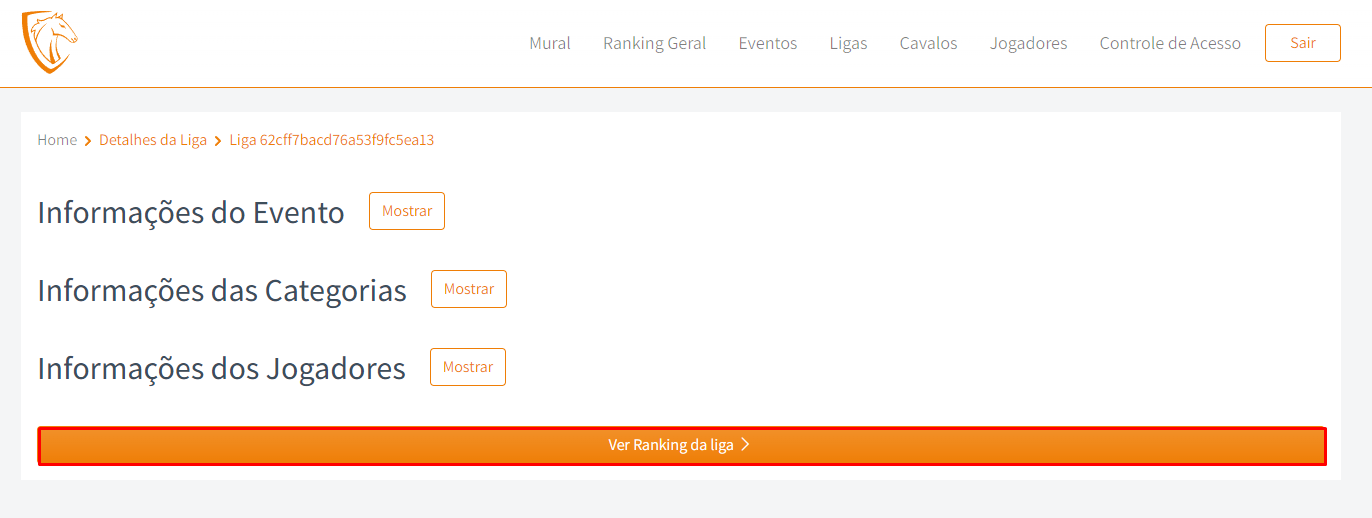 Mural Ranking Geral Eventos Ligas Cavalos Jogadores Controle de Acesso Sair
Home > Detalhes da Liga > Liga 62cff7bacd76a53f9fc5ea13
Informações do Evento Mostrar
Informações das Categorias Mostrar
Informações dos Jogadores Mostrar
Ver Ranking da liga >